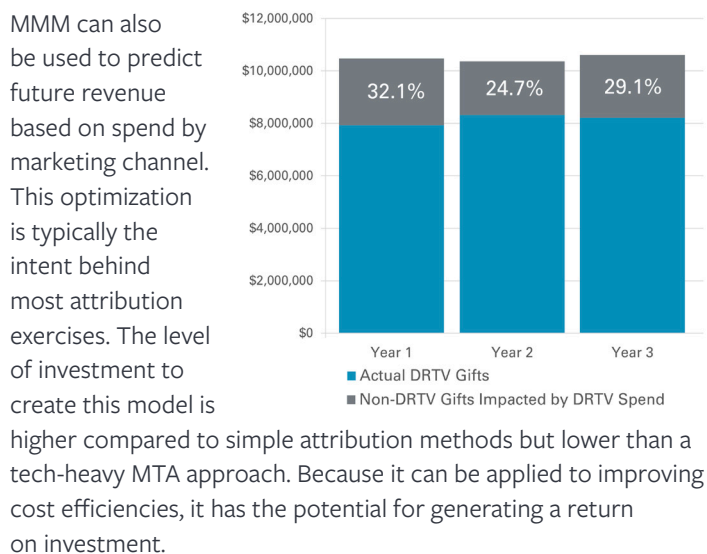 MMM can also
be used to predict
future revenue
based on spend by
marketing channel.
This optimization
is typically the
intent behind
most attribution
exercises. The level
of investment to
create this model is
higher compared to simple attribution methods but lower than a
tech-heavy MTA approach. Because it can be applied to improving
cost efficiencies, it has the potential for generating a return
on investment.
$12,000,000
$10,000,000
$8,000,000
$6,000,000
$4,000,000
$2,000,000
$0
32.1%
24.7%
29.1%
Year 1
Year 2
Year 3
Actual DRTV Gifts
Non-DRTV Gifts Impacted by DRTV Spend